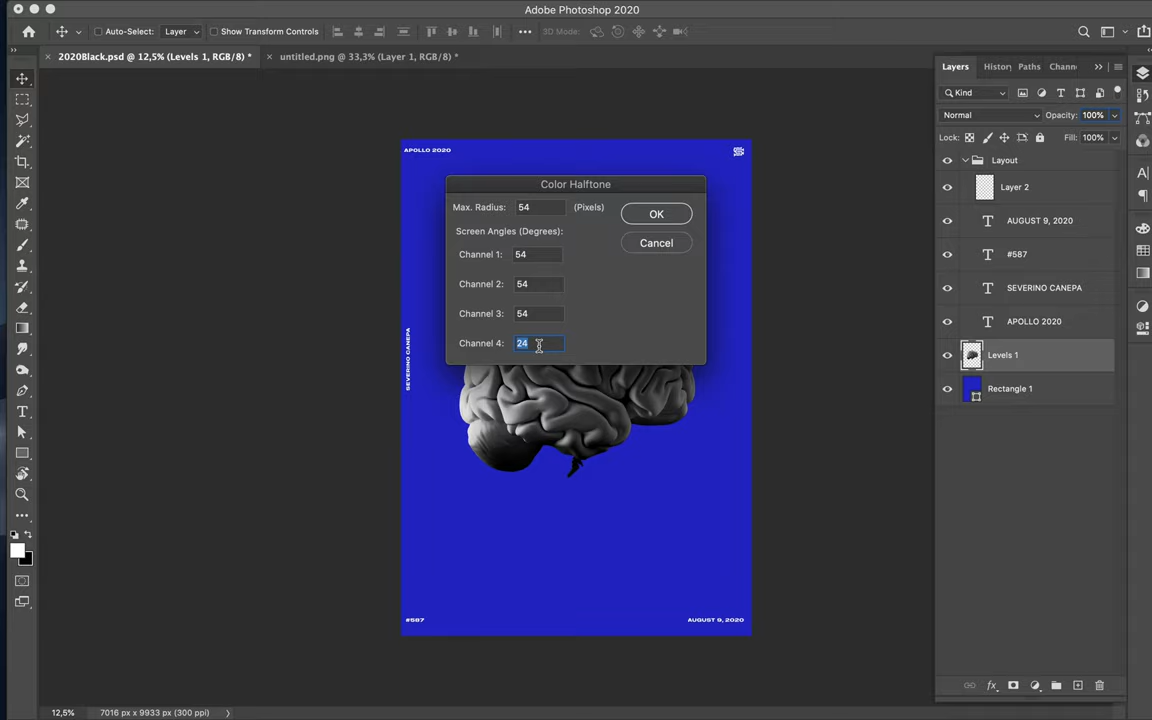 Adobe Photoshop 2020
Auto-Select: Layer Show Transform Controls 3D Mode:
2020Black.psd @ 12,5% (Levels 1, RGB/8) *
untitled.png @ 33,3% (Layer 1, RGB/8) *
Layers Histor Paths Chann
Kind
Normal Opacity: 100%
Lock: Fill: 100%
Layout
Layer 2
AUGUST 9, 2020
#587
SEVERINO CANEPA
APOLLO 2020
Levels 1
Rectangle 1
APOLLO 2020
Color Halftone
Max. Radius: 54 (Pixels)
OK
Screen Angles (Degrees):
Cancel
Channel 1: 54
Channel 2: 54
Channel 3: 54
Channel 4: 24
SEVERINO CANEPA
#587
AUGUST 9, 2020
12,5% 7016 px x 9933 px (300 ppi)